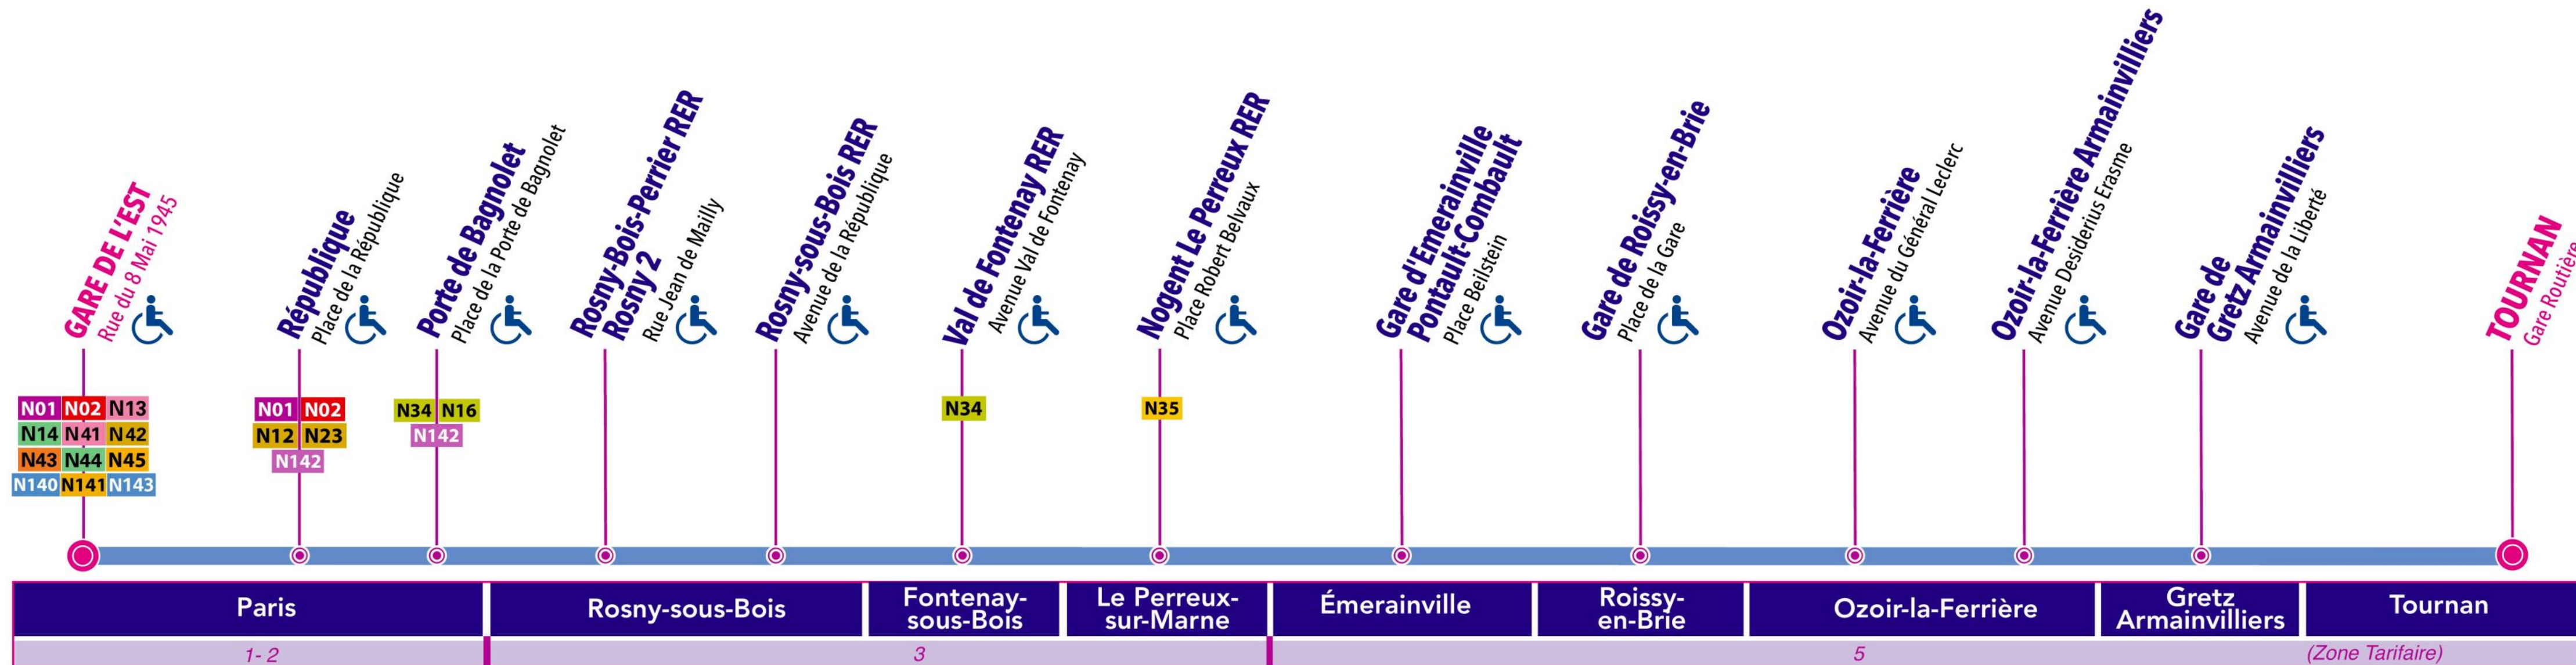 GARE DE L'EST
Rue du 8 Mai 1945
République
Place de la République
Porte de Bagnolet
Place de la Porte de Bagnolet
Rosny-Bois-Perrier RER
Rosny 2
Rue Jean de Mailly
Rosny-sous-Bois RER
Avenue de la République
Val de Fontenay RER
Avenue Val de Fontenay
Nogent Le Perreux RER
Place Robert Belvaux
Gare d'Emerainville
Pontault-Combault
Place Beilstein
Gare de Roissy-en-Brie
Place de la Gare
Ozoir-la-Ferrière
Avenue du Général Leclerc
Ozoir-la-Ferrière Armainvilliers
Avenue Desiderius Erasme
Gare de
Gretz Armainvilliers
Avenue de la Liberté
TOURNAN
Gare Routière
N01 N02 N13
N14 N41 N42
N43 N44 N45
N140 N141 N143
N01 N02
N12 N23
N142
N34 N16
N142
N34
N35
Paris
Rosny-sous-Bois
Fontenay-
sous-Bois
Le Perreux-
sur-Marne
Émerainville
Roissy-
en-Brie
Ozoir-la-Ferrière
Gretz
Armainvilliers
Tournan
1- 2
3
5
(Zone Tarifaire)